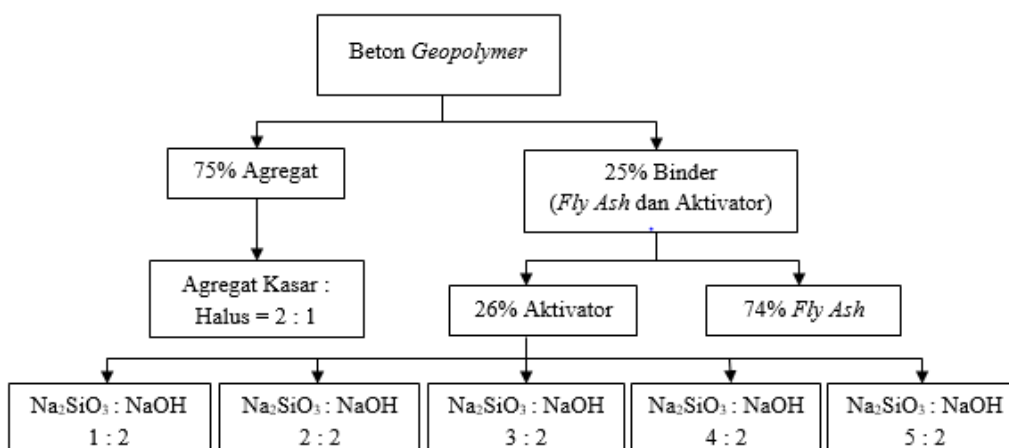 Beton Geopolymer
75% Agregat
25% Binder
(Fly Ash dan Aktivator)
Agregat Kasar :
Halus = 2 : 1
26% Aktivator
74% Fly Ash
Na₂SiO₃ : NaOH
1 : 2
Na₂SiO₃ : NaOH
2 : 2
Na₂SiO₃ : NaOH
3 : 2
Na₂SiO₃ : NaOH
4 : 2
Na₂SiO₃ : NaOH
5 : 2